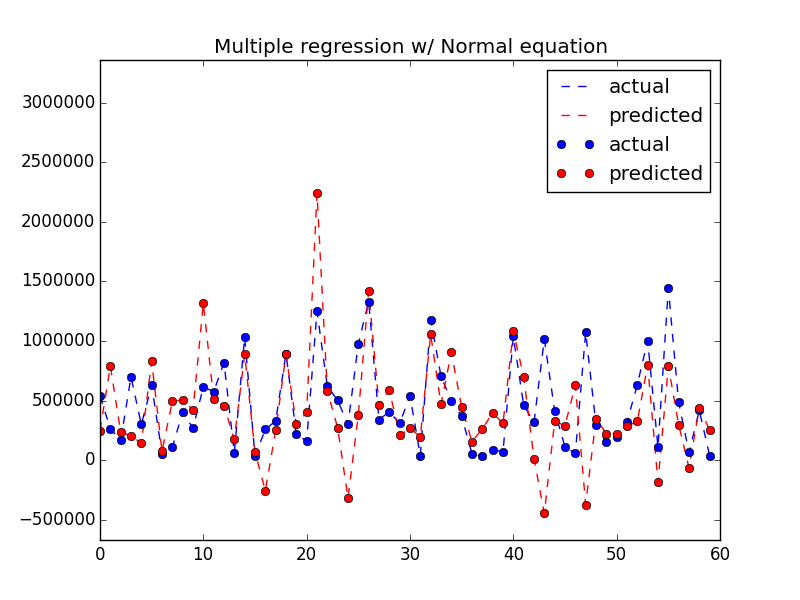 Multiple regression w/ Normal equation
actual
predicted
actual
predicted
3000000
2500000
2000000
1500000
1000000
500000
0
−500000
0 10 20 30 40 50 60